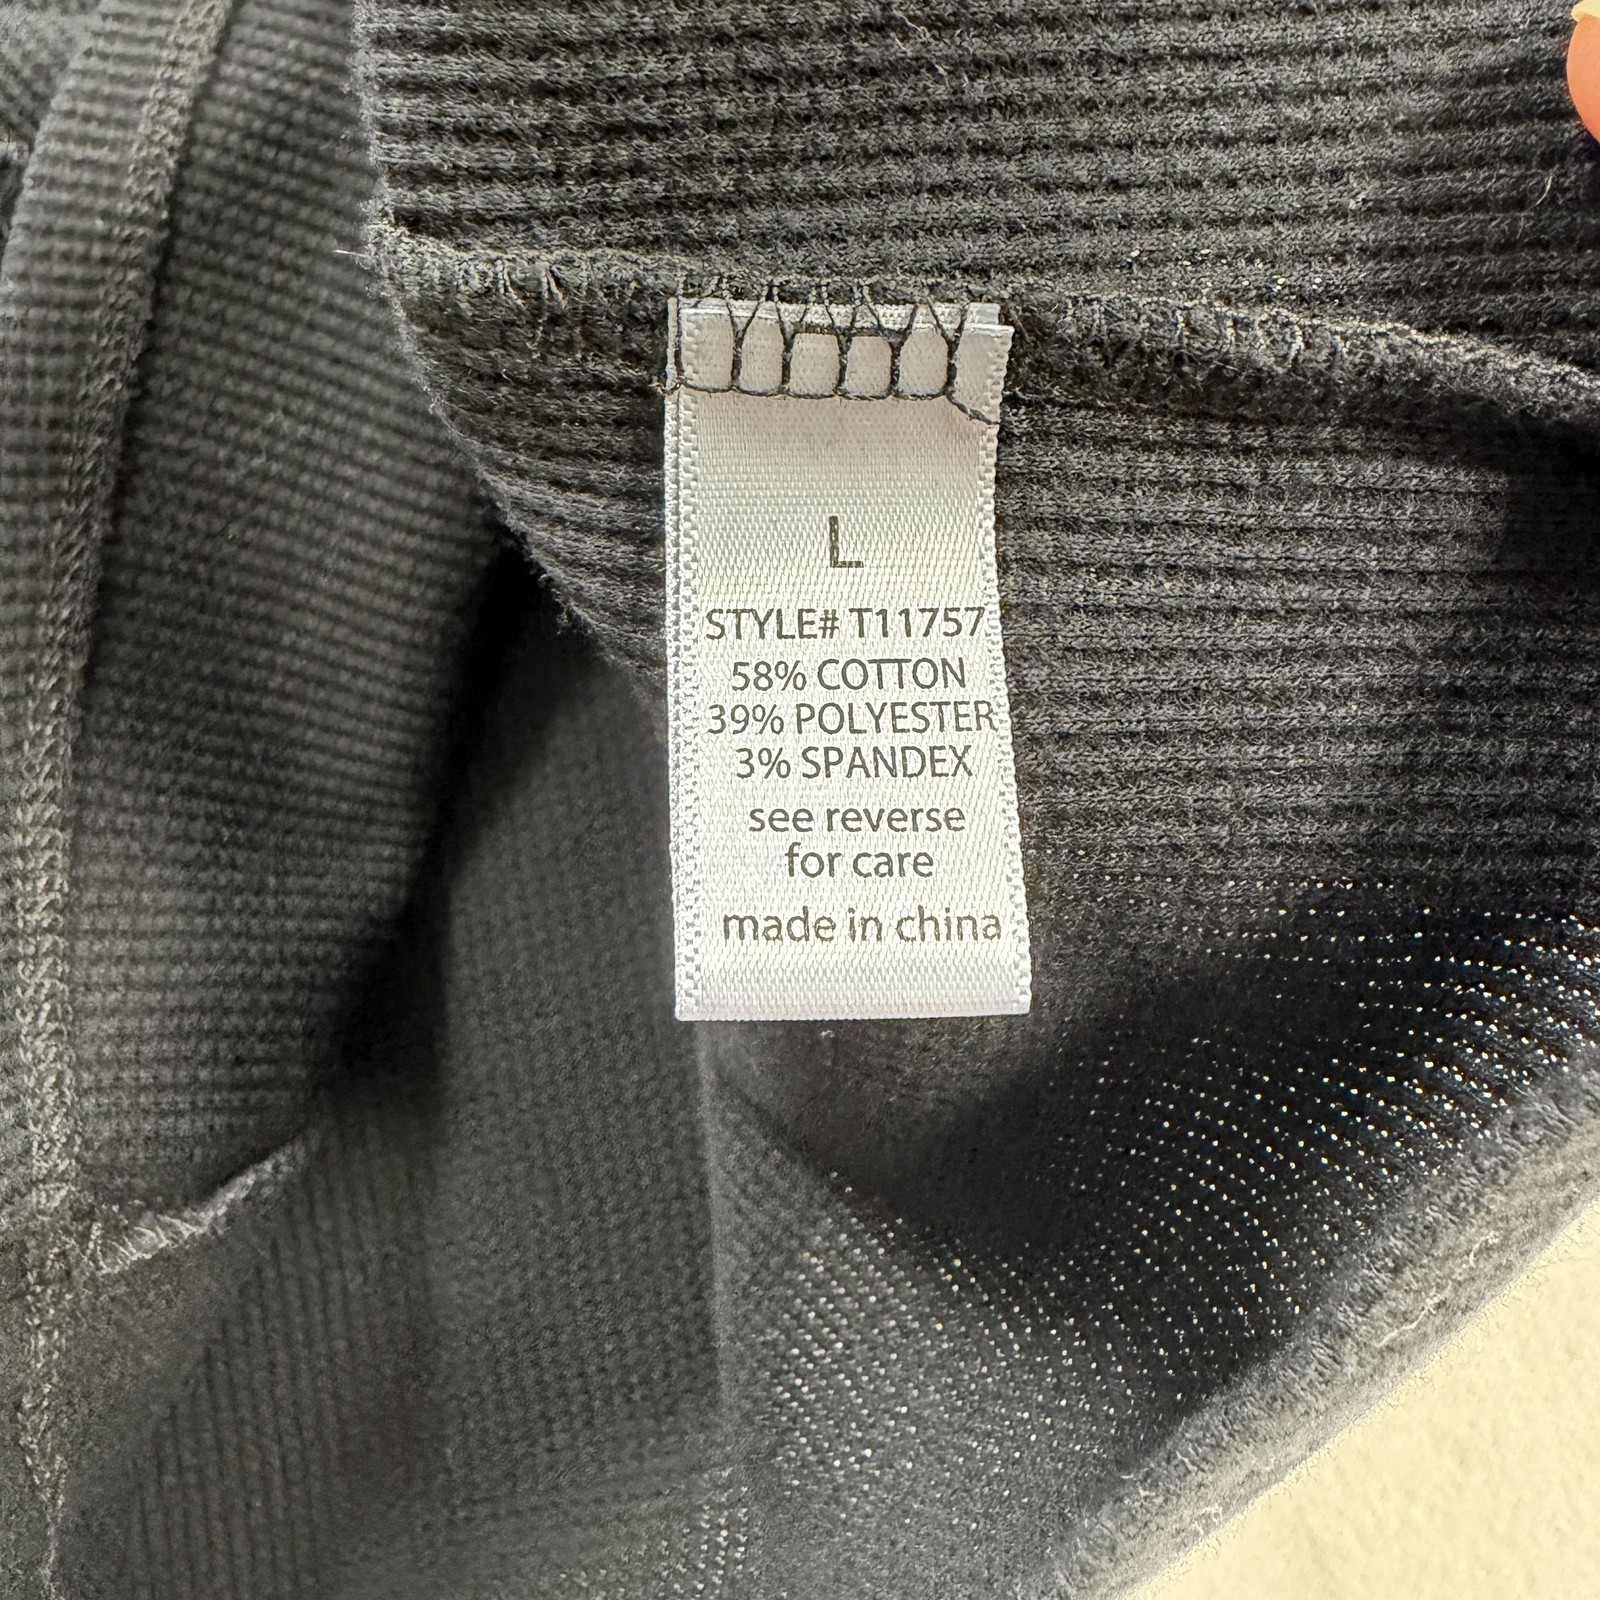 L
STYLE# T11757
58% COTTON
39% POLYESTER
3% SPANDEX
see reverse
for care
made in china